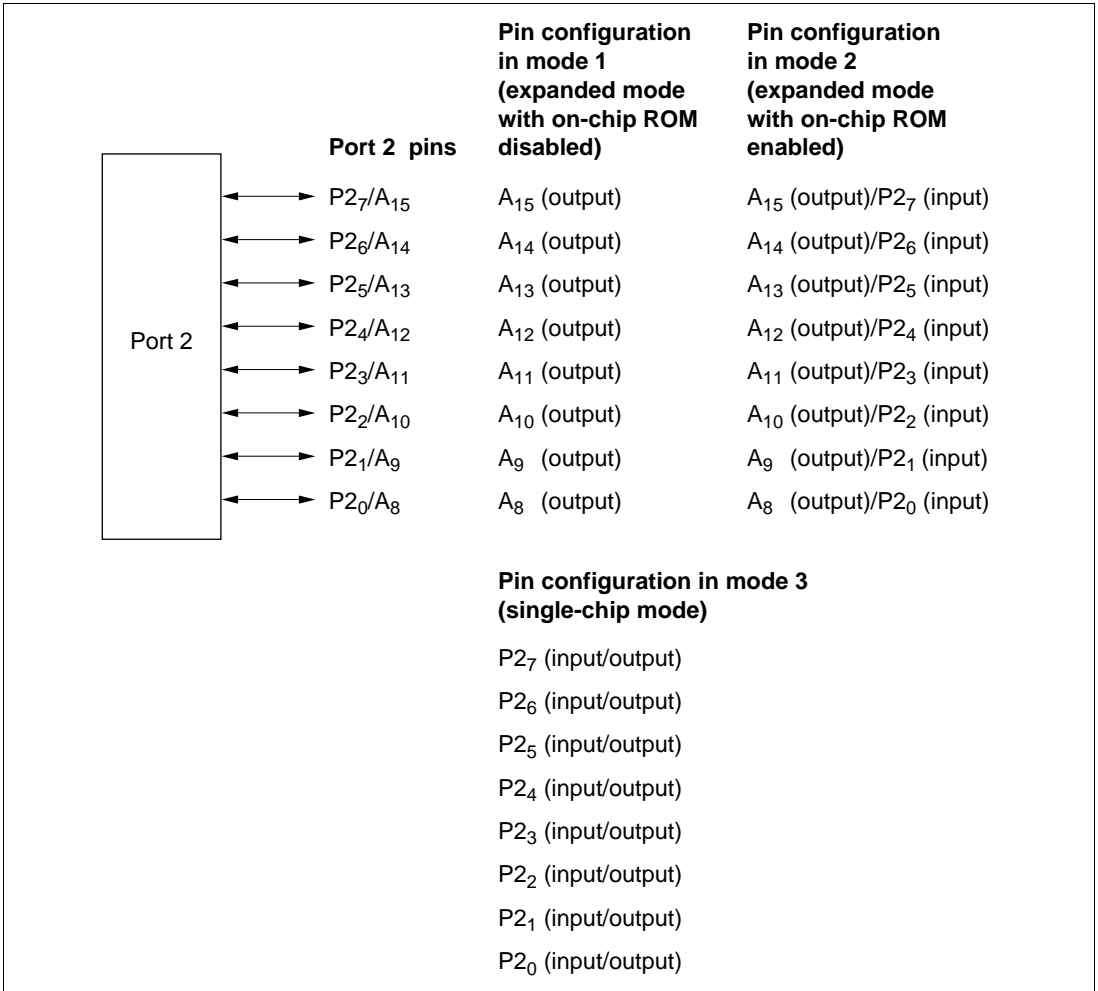 Pin configuration in mode 1 (expanded mode with on-chip ROM disabled)
Pin configuration in mode 2 (expanded mode with on-chip ROM enabled)
Port 2 pins
Port 2
P2₇/A₁₅ A₁₅ (output) A₁₅ (output)/P2₇ (input)
P2₆/A₁₄ A₁₄ (output) A₁₄ (output)/P2₆ (input)
P2₅/A₁₃ A₁₃ (output) A₁₃ (output)/P2₅ (input)
P2₄/A₁₂ A₁₂ (output) A₁₂ (output)/P2₄ (input)
P2₃/A₁₁ A₁₁ (output) A₁₁ (output)/P2₃ (input)
P2₂/A₁₀ A₁₀ (output) A₁₀ (output)/P2₂ (input)
P2₁/A₉ A₉ (output) A₉ (output)/P2₁ (input)
P2₀/A₈ A₈ (output) A₈ (output)/P2₀ (input)
Pin configuration in mode 3
(single-chip mode)
P2₇ (input/output)
P2₆ (input/output)
P2₅ (input/output)
P2₄ (input/output)
P2₃ (input/output)
P2₂ (input/output)
P2₁ (input/output)
P2₀ (input/output)